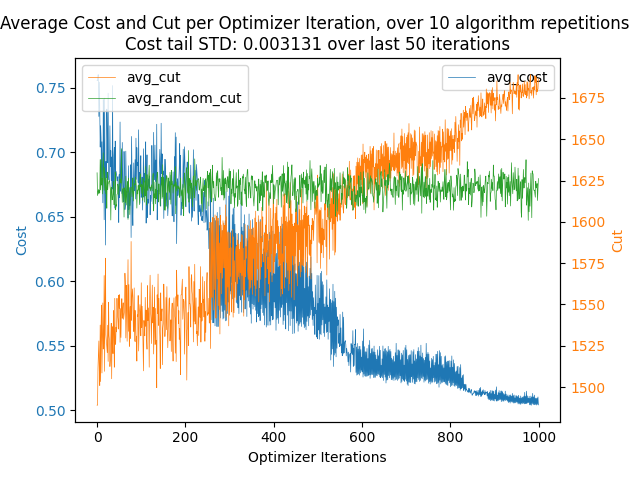 Average Cost and Cut per Optimizer Iteration, over 10 algorithm repetitions
Cost tail STD: 0.003131 over last 50 iterations
avg_cut
avg_random_cut
avg_cost
0.75
0.70
0.65
0.60
0.55
0.50
Cost
1675
1650
1625
1600
1575
1550
1525
1500
Cut
0
200
400
600
800
1000
Optimizer Iterations